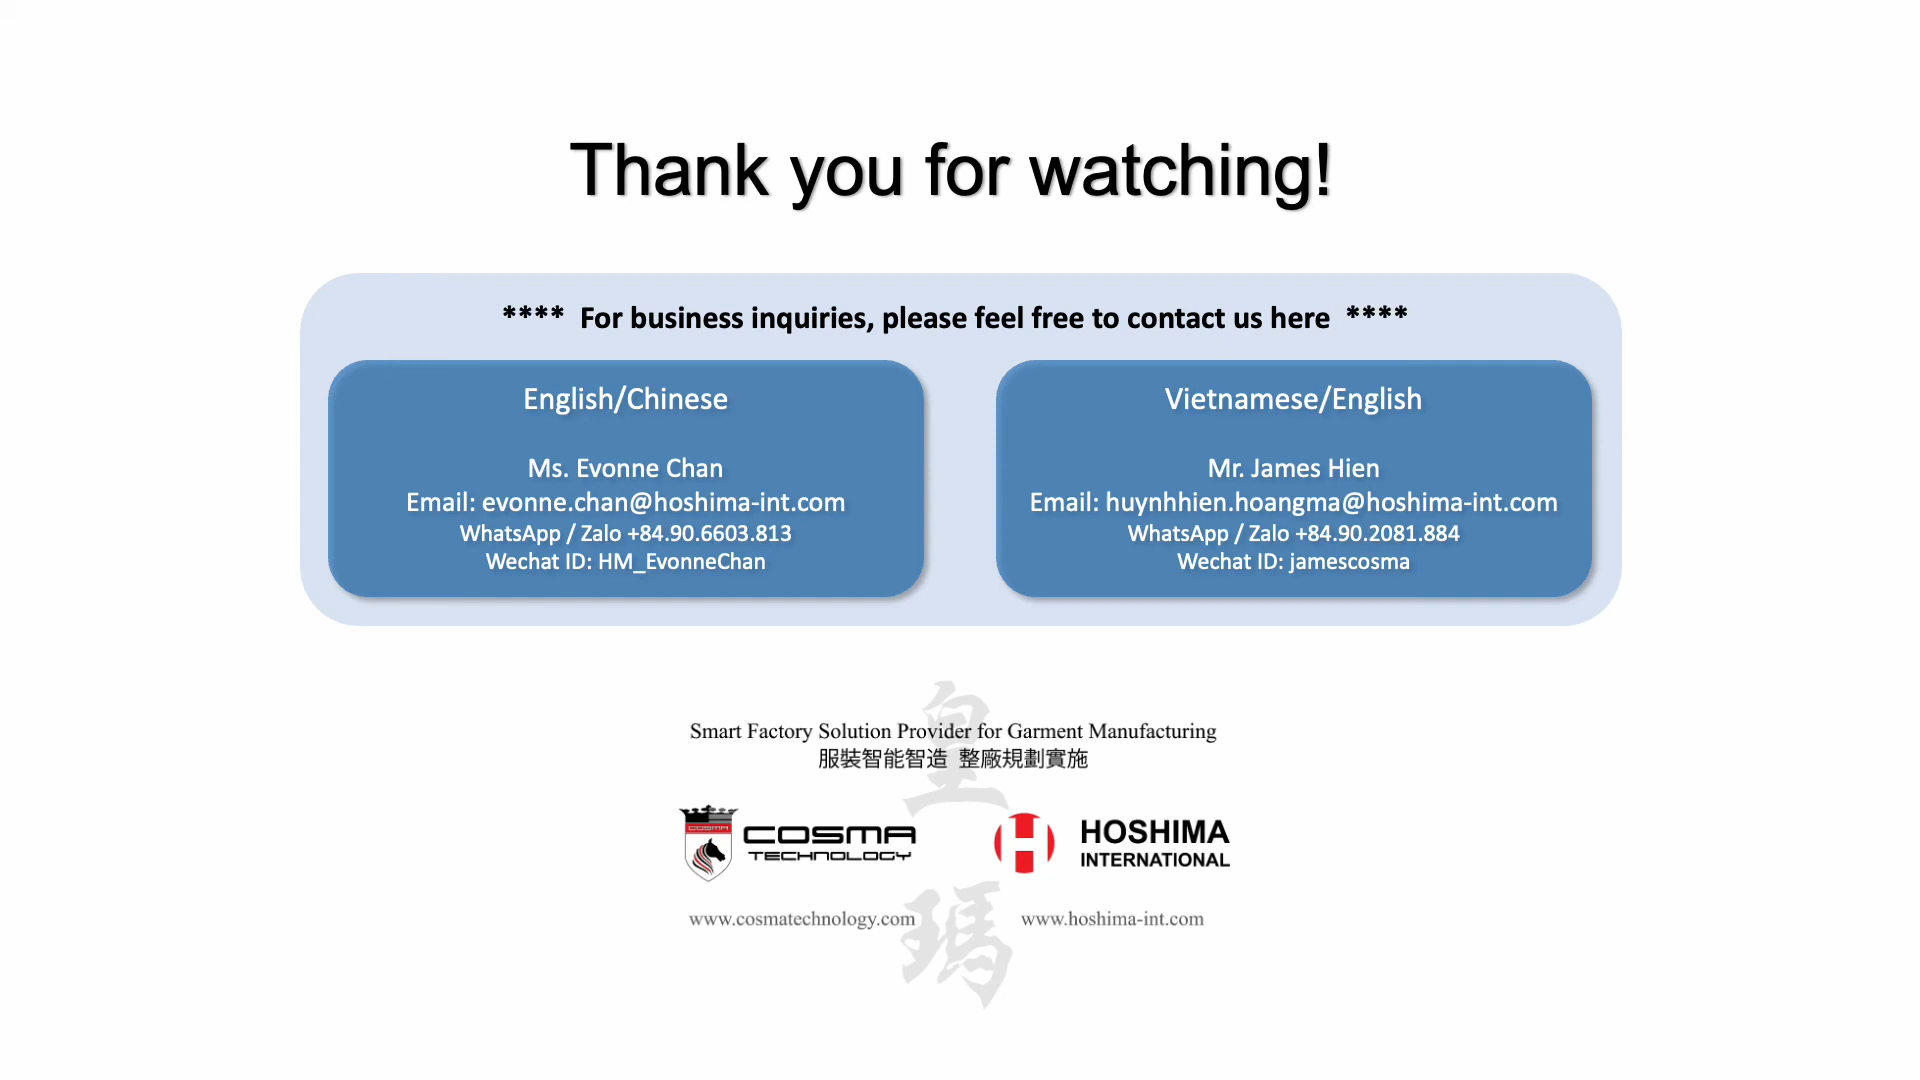 Thank you for watching!
**** For business inquiries, please feel free to contact us here ****
English/Chinese
Ms. Evonne Chan
Email: evonne.chan@hoshima-int.com
WhatsApp / Zalo +84.90.6603.813
Wechat ID: HM_EvonneChan
Vietnamese/English
Mr. James Hien
Email: huynhhien.hoangma@hoshima-int.com
WhatsApp / Zalo +84.90.2081.884
Wechat ID: jamescosma
皇瑪
Smart Factory Solution Provider for Garment Manufacturing
服裝智能智造 整廠規劃實施
COSMA
COSMA
TECHNOLOGY
www.cosmatechnology.com
H
HOSHIMA
INTERNATIONAL
www.hoshima-int.com